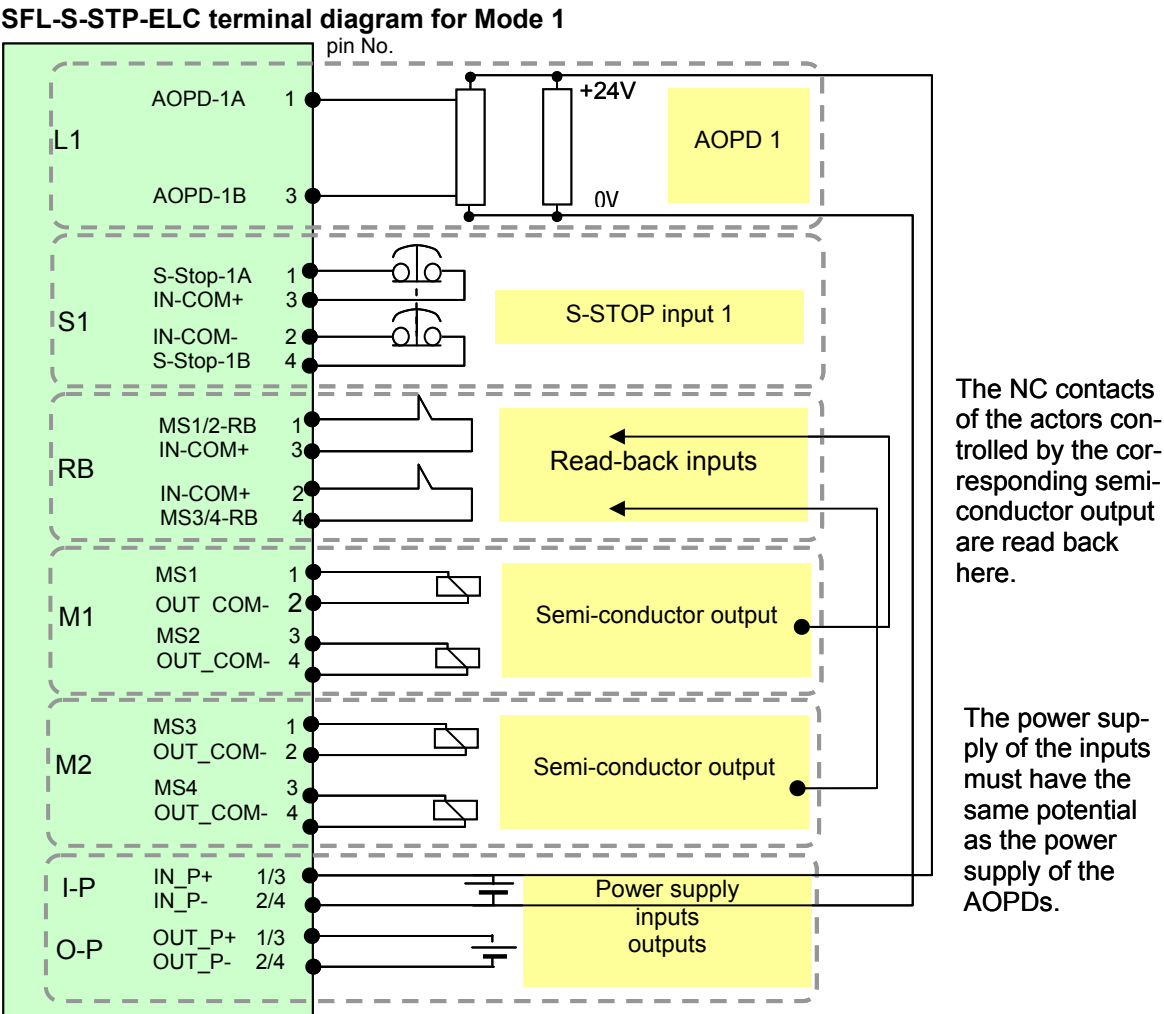 SFL-S-STP-ELC terminal diagram for Mode 1
pin No.
L1
AOPD-1A 1
AOPD-1B 3
+24V
0V
AOPD 1
S1
S-Stop-1A 1
IN-COM+ 3
IN-COM- 2
S-Stop-1B 4
S-STOP input 1
RB
MS1/2-RB 1
IN-COM+ 3
IN-COM+ 2
MS3/4-RB 4
Read-back inputs
The NC contacts
of the actors con-
trolled by the cor-
responding semi-
conductor output
are read back
here.
M1
MS1 1
OUT COM- 2
MS2 3
OUT_COM- 4
Semi-conductor output
M2
MS3 1
OUT_COM- 2
MS4 3
OUT_COM- 4
Semi-conductor output
The power sup-
ply of the inputs
must have the
same potential
as the power
supply of the
AOPDs.
I-P
IN_P+ 1/3
IN_P- 2/4
O-P
OUT_P+ 1/3
OUT_P- 2/4
Power supply
inputs
outputs